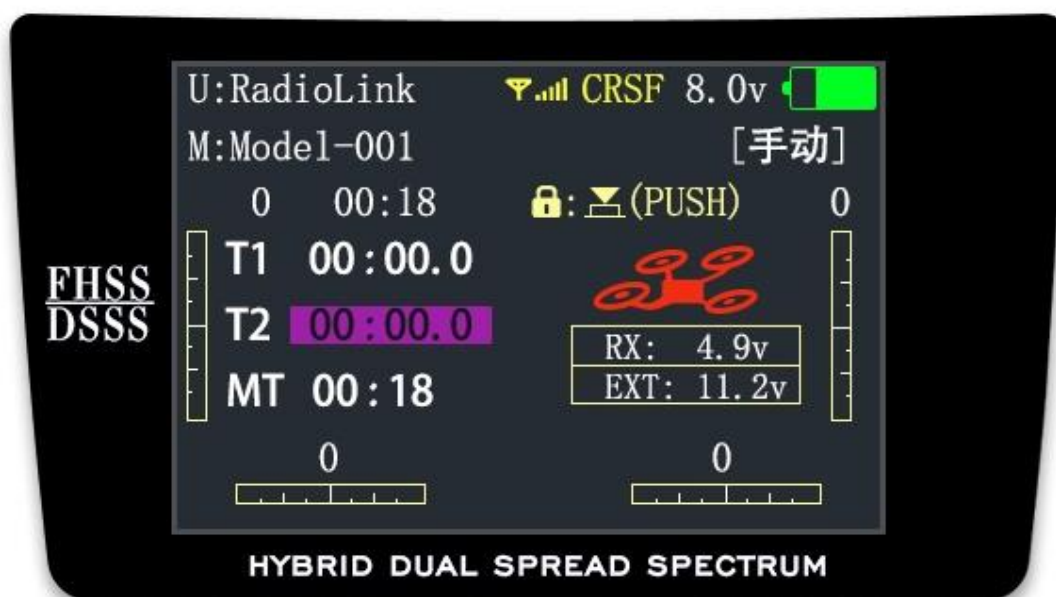 U:RadioLink CRSF 8.0v
M:Model-001 [手动]
0 00:18 :(PUSH) 0
T1 00:00.0
FHSS
DSSS
T2 00:00.0
RX: 4.9v
MT 00:18
EXT: 11.2v
0 0
HYBRID DUAL SPREAD SPECTRUM